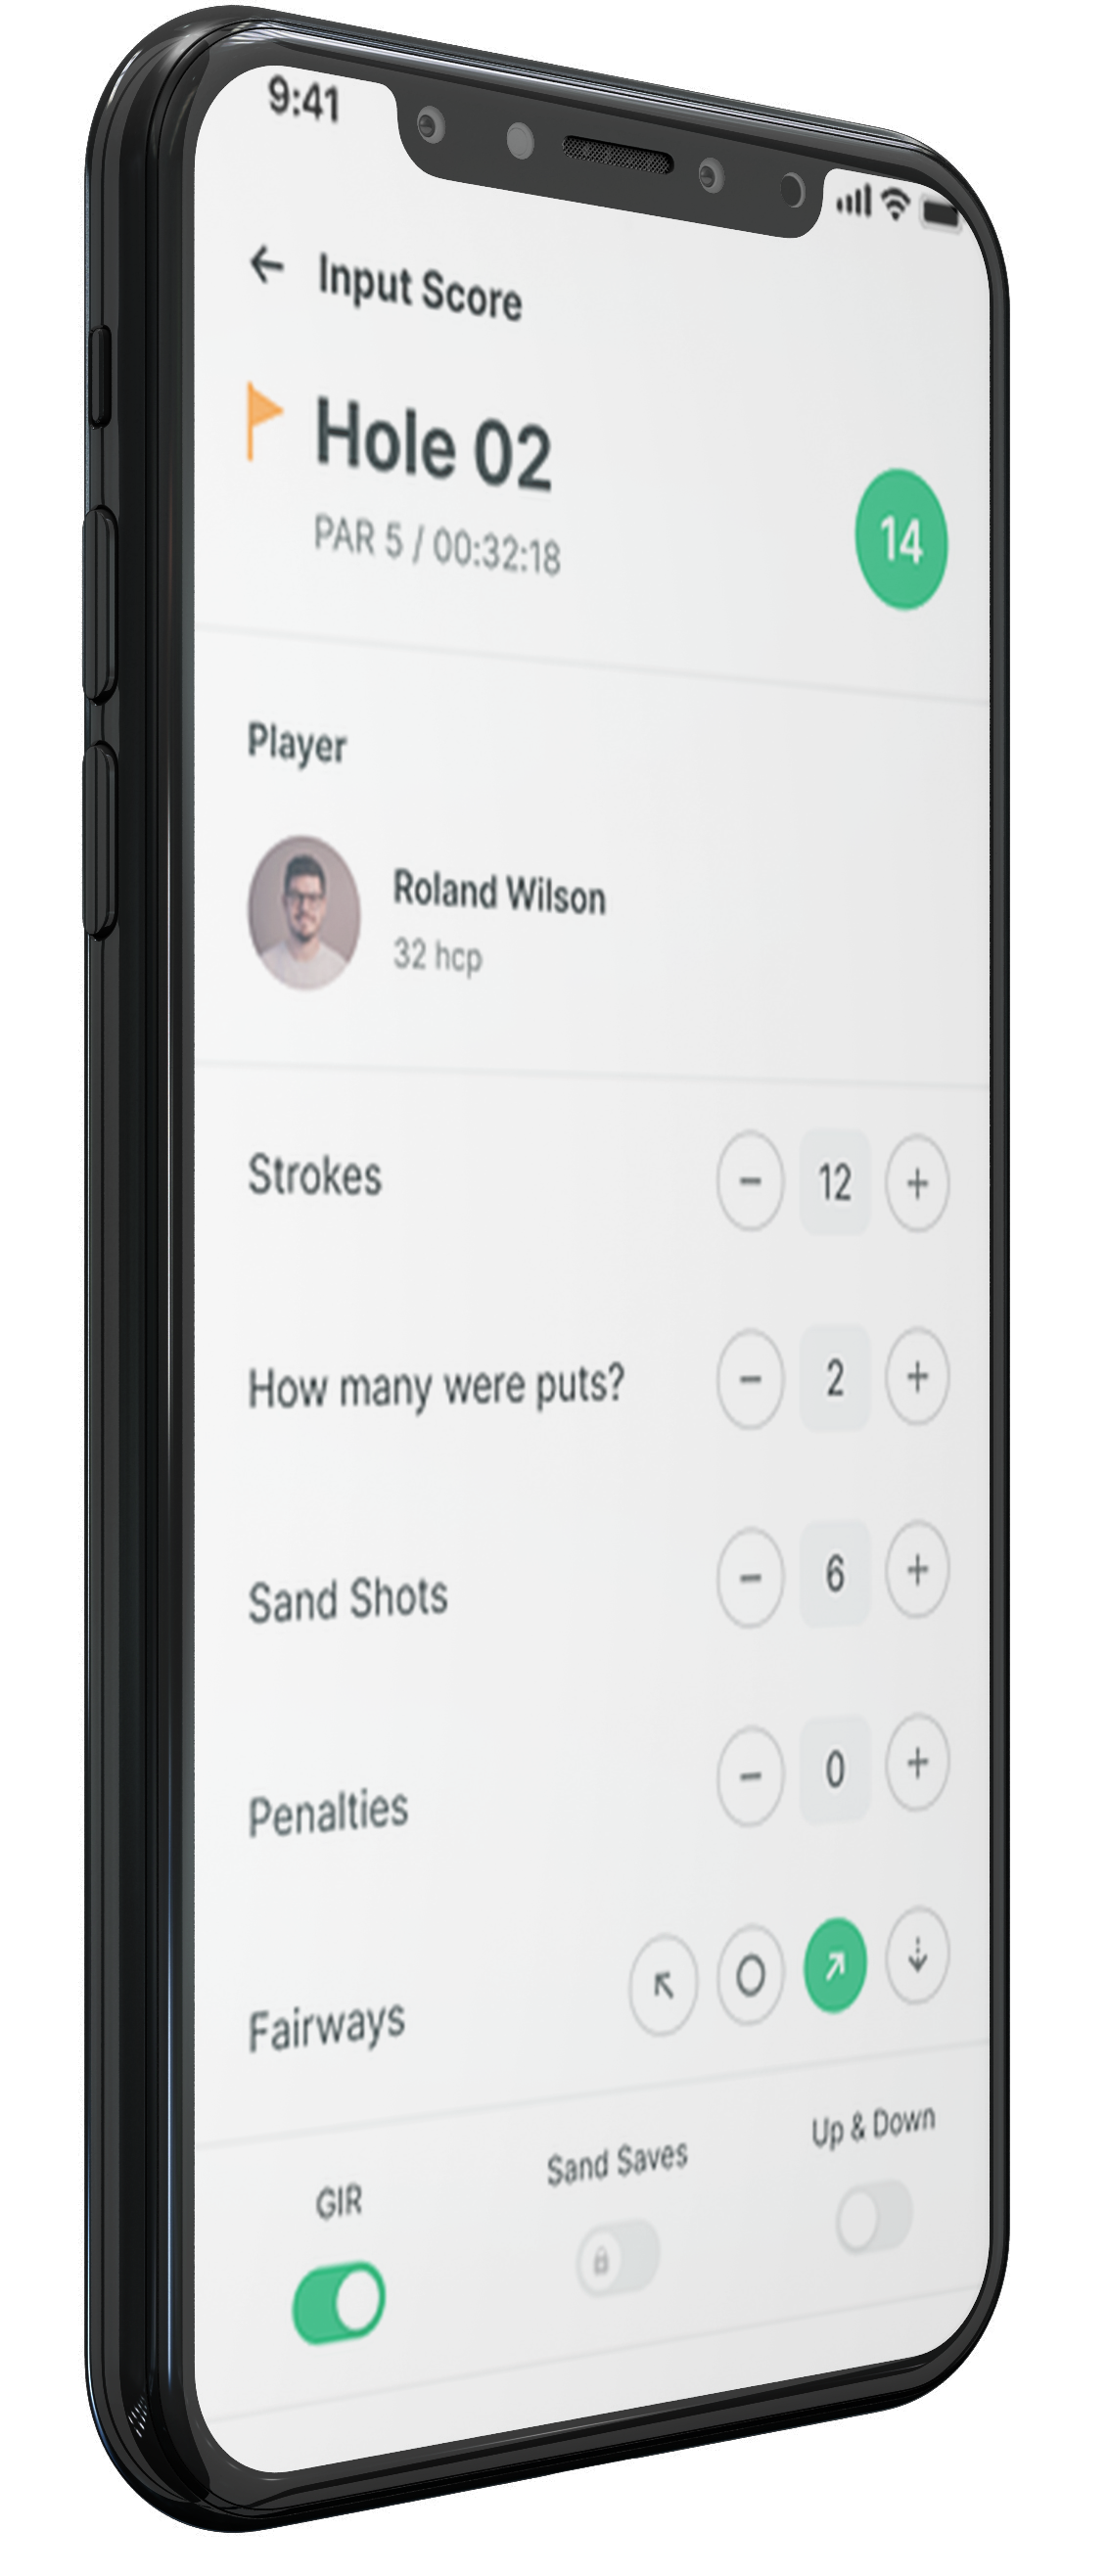 9:41
Input Score
Hole 02
PAR 5 / 00:32:18
14
Player
Roland Wilson
32 hcp
Strokes
12
How many were puts?
2
Sand Shots
6
Penalties
0
Fairways
GIR
Sand Saves
Up & Down